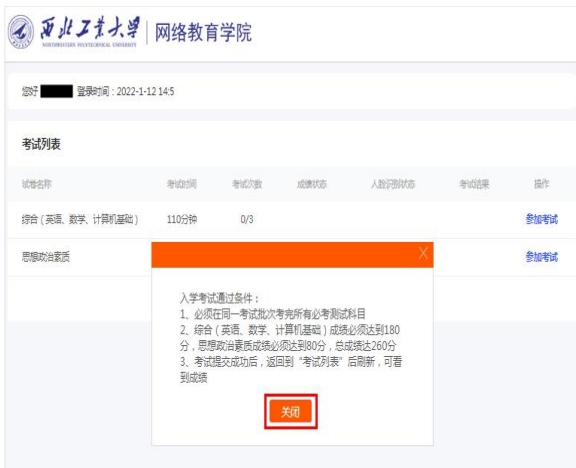 西北工业大学 网络教育学院
NORTHWESTERN POLYTECHNICAL UNIVERSITY
您好 登录时间：2022-1-12 14:5
考试列表
试卷名称 考试时间 考试次数 成绩状态 人脸识别状态 考试结果 操作
综合（英语、数学、计算机基础） 110分钟 0/3 参加考试
思想政治素质 参加考试
X
入学考试通过条件：
1、必须在同一考试批次考完所有必考测试科目
2、综合（英语、数学、计算机基础）成绩必须达到180
分，思想政治素质成绩必须达到80分，总成绩达260分
3、考试提交成功后，返回到“考试列表”后刷新，可看
到成绩
关闭